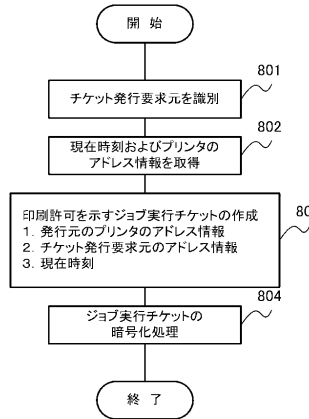 開 始
801
チケット発行要求元を識別
802
現在時刻およびプリンタの
アドレス情報を取得
80
印刷許可を示すジョブ実行チケットの作成
1. 発行元のプリンタのアドレス情報
2. チケット発行要求元のアドレス情報
3. 現在時刻
804
ジョブ実行チケットの
暗号化処理
終 了